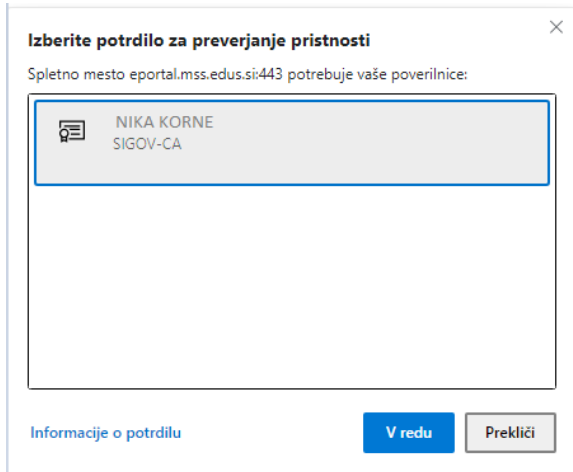 Izberite potrdilo za preverjanje pristnosti
Spletno mesto eportal.mss.edus.si:443 potrebuje vaše poverilnice:
NIKA KORNE
SIGOV-CA
Informacije o potrdilu
V redu
Prekliči